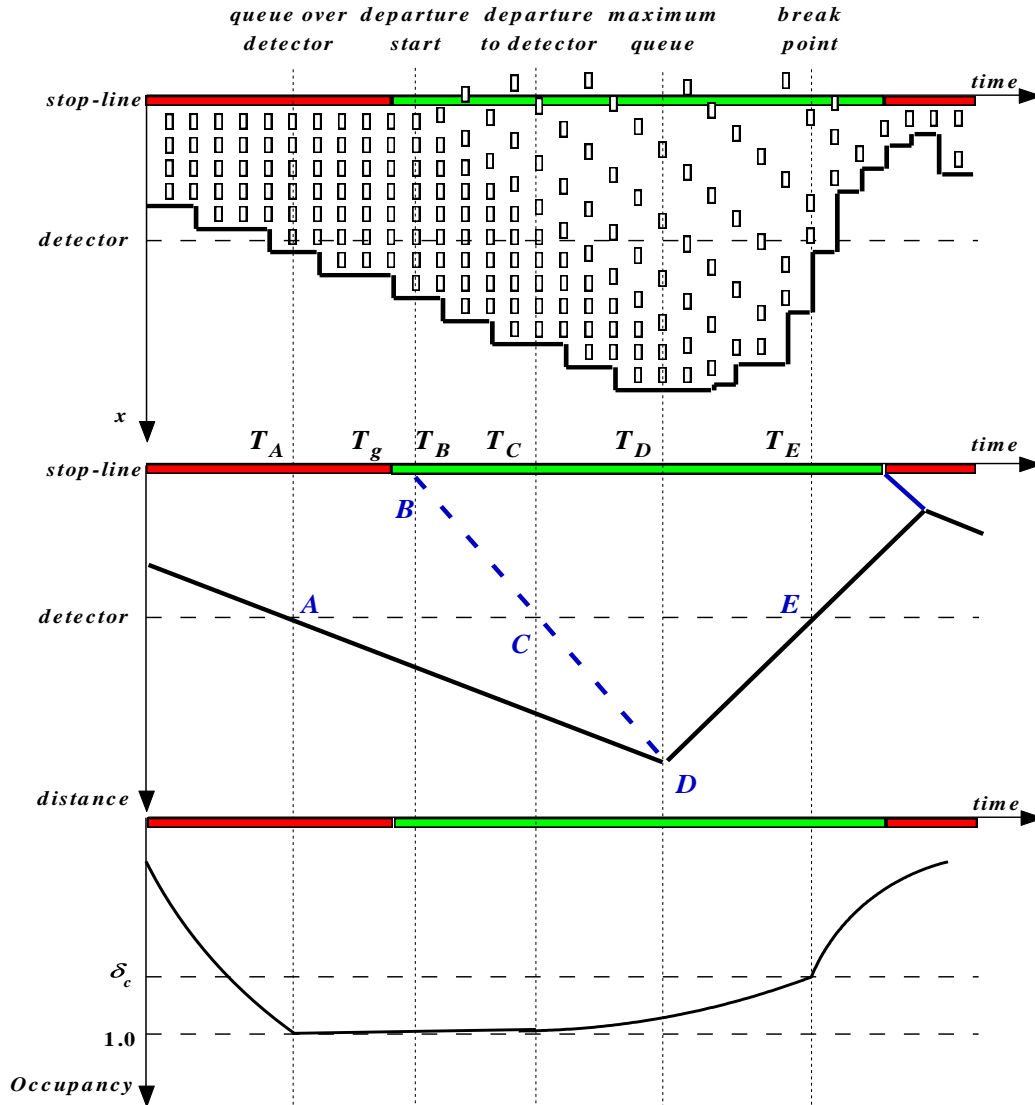 queue over departure departure maximum break
detector start to detector queue point
time
stop-line
detector
x
T_A T_g T_B T_C T_D T_E time
stop-line
B
A E
detector
C
D
distance time
δ_c
1.0
Occupancy